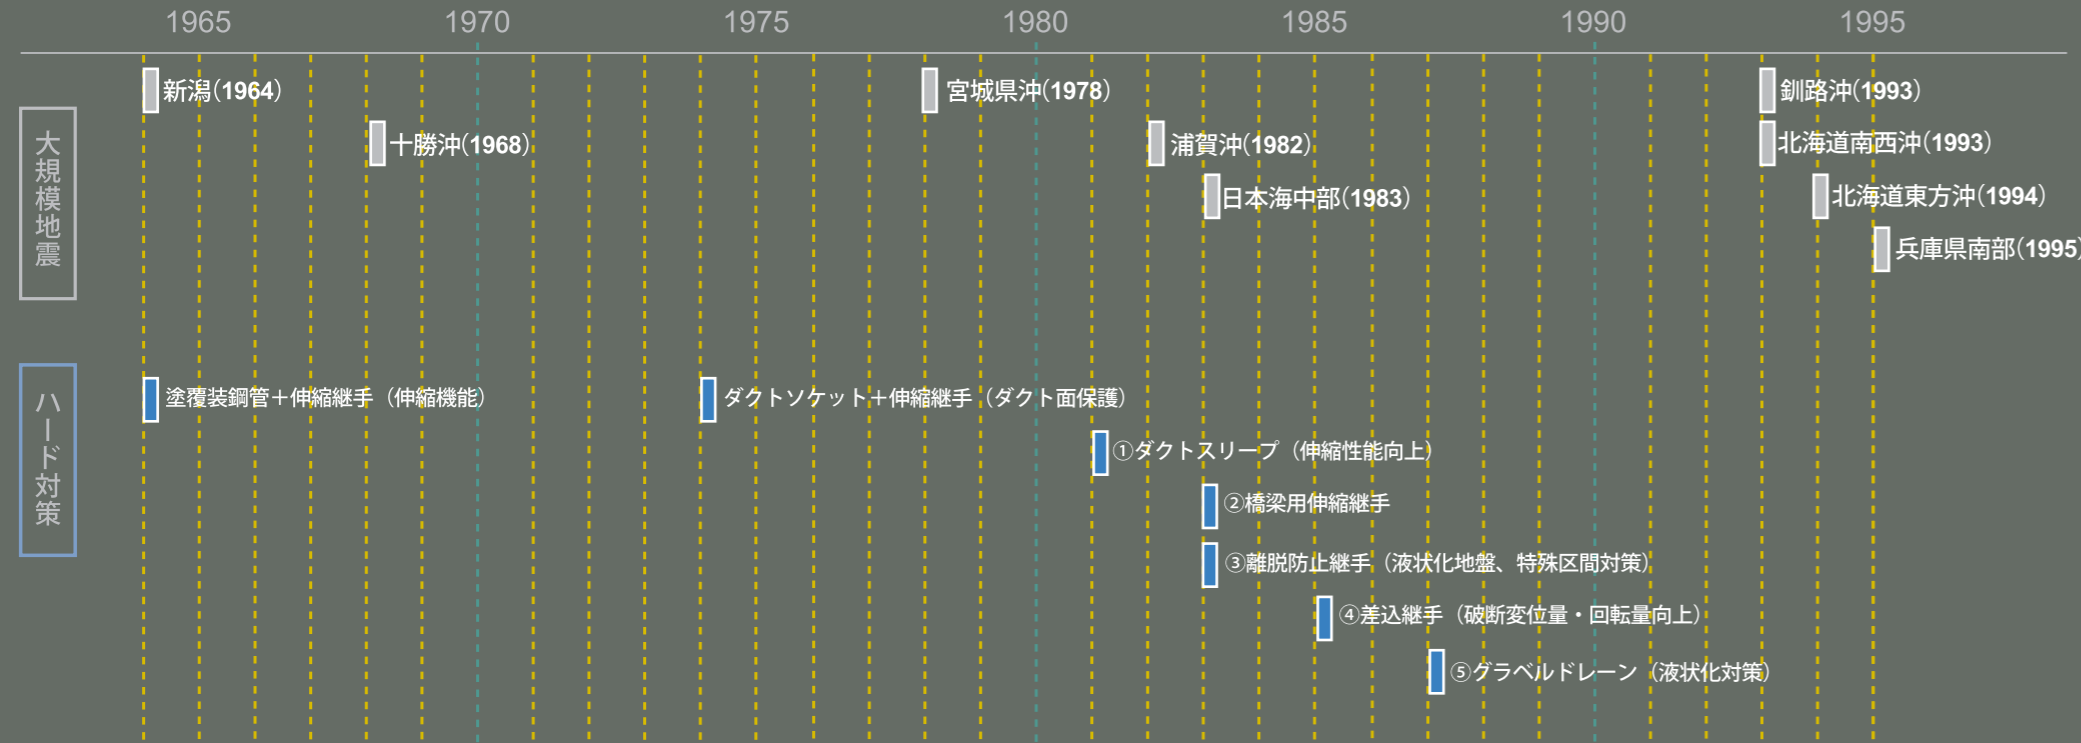 1965 1970 1975 1980 1985 1990 1995
大規模地震
新潟(1964) 宮城県沖(1978) 釧路沖(1993)
十勝沖(1968) 浦賀沖(1982) 北海道南西沖(1993)
日本海中部(1983) 北海道東方沖(1994)
兵庫県南部(1995)
ハード対策
塗覆装鋼管＋伸縮継手（伸縮機能） ダクトソケット＋伸縮継手（ダクト面保護）
①ダクトスリープ（伸縮性能向上）
②橋梁用伸縮継手
③離脱防止継手（液状化地盤、特殊区間対策）
④差込継手（破断変位量・回転量向上）
⑤グラベルドレーン（液状化対策）